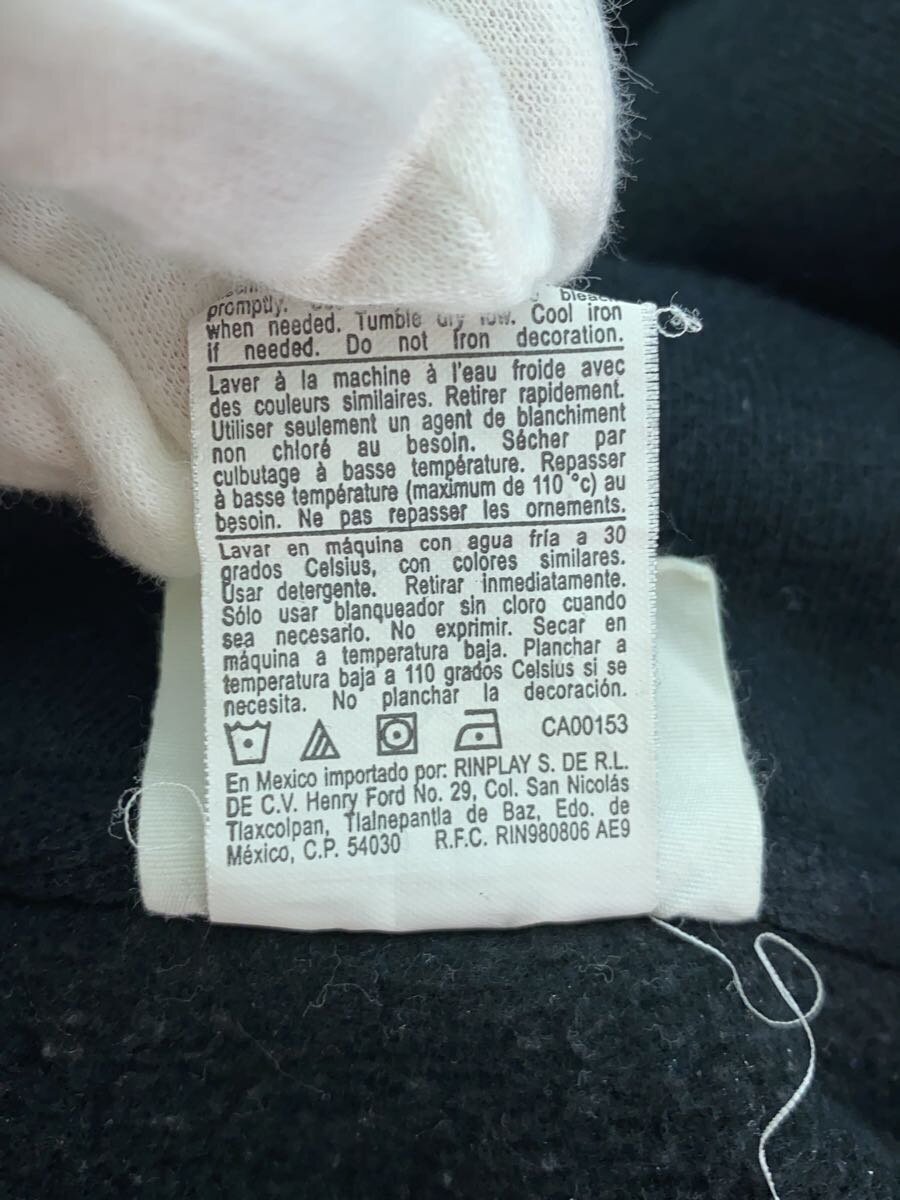 promptly. bleach
when needed. Tumble dry low. Cool iron
if needed. Do not iron decoration.
Laver à la machine à l'eau froide avec
des couleurs similaires. Retirer rapidement.
Utiliser seulement un agent de blanchiment
non chloré au besoin. Sécher par
culbutage à basse température. Repasser
à basse température (maximum de 110 °c) au
besoin. Ne pas repasser les ornements.
Lavar en máquina con agua fría a 30
grados Celsius, con colores similares.
Usar detergente. Retirar inmediatamente.
Sólo usar blanqueador sin cloro cuando
sea necesario. No exprimir. Secar en
máquina a temperatura baja. Planchar a
temperatura baja a 110 grados Celsius si se
necesita. No planchar la decoración.
CA00153
En Mexico importado por: RINPLAY S. DE R.L.
DE C.V. Henry Ford No. 29, Col. San Nicolás
Tlaxcolpan, Tlalnepantla de Baz, Edo. de
México, C.P. 54030 R.F.C. RIN980806 AE9